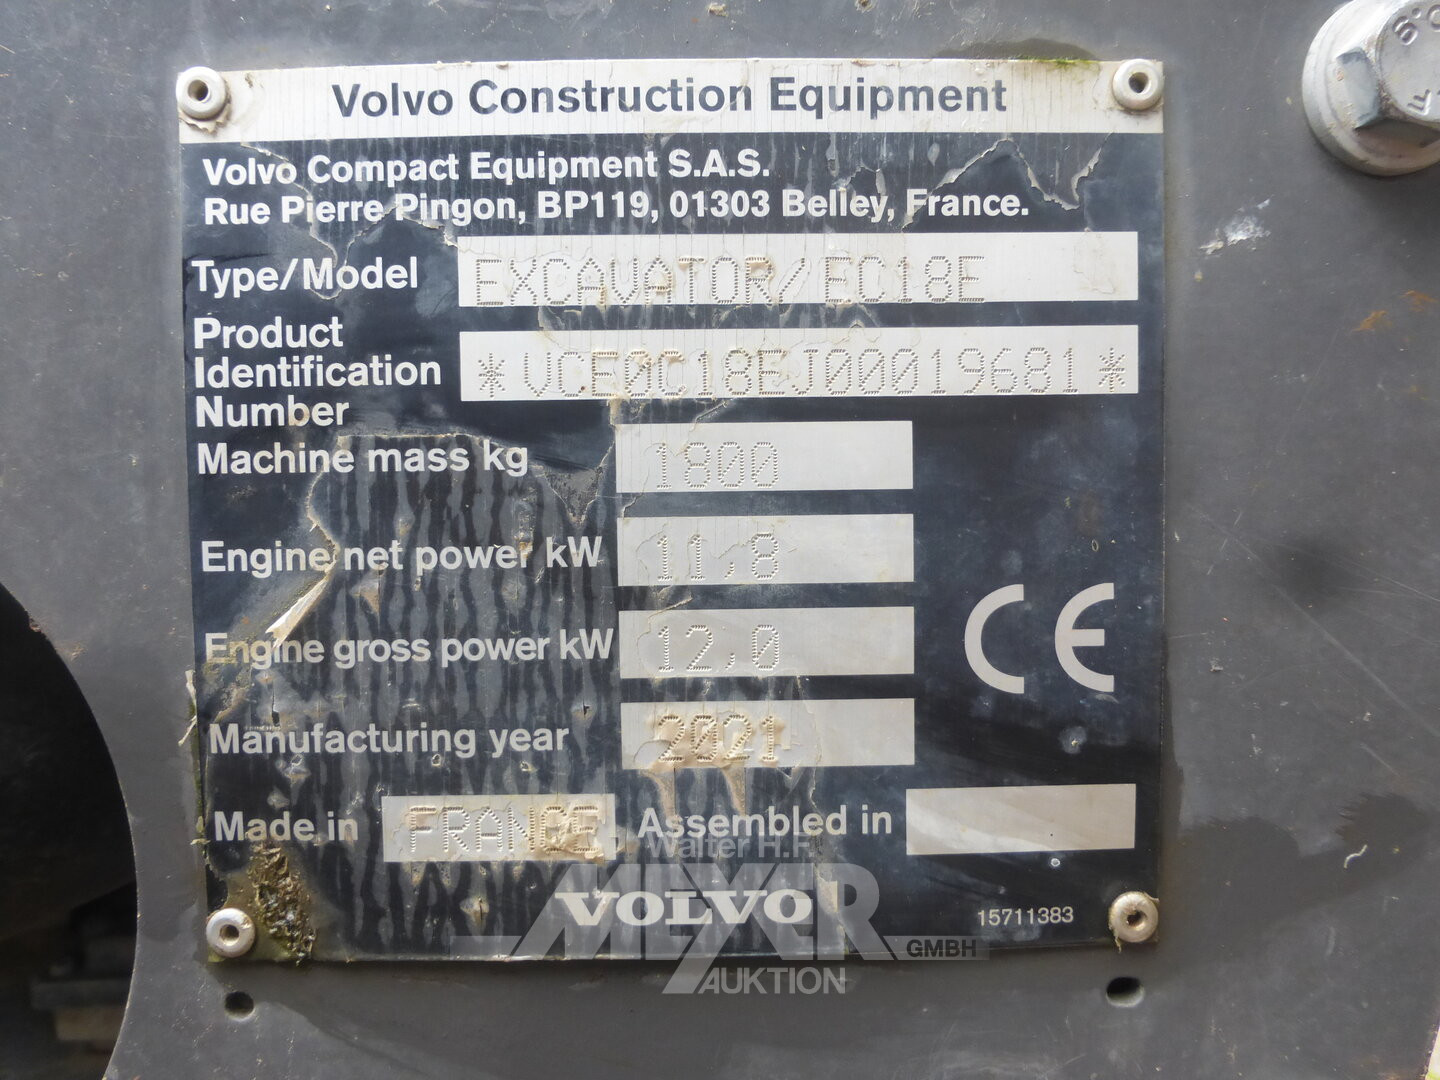 Volvo Construction Equipment
Volvo Compact Equipment S.A.S.
Rue Pierre Pingon, BP119, 01303 Belley, France.
Type/Model EXCAVATOR/EC18E
Product
Identification *VCE0C18EJ00019681*
Number
Machine mass kg 1800
Engine net power kW 11,8
Engine gross power kW 12,0
CE
Manufacturing year 2021
Made in FRANCE Assembled in
Walter H.F.
MEYER
GMBH
AUKTION
VOLVO
15711383